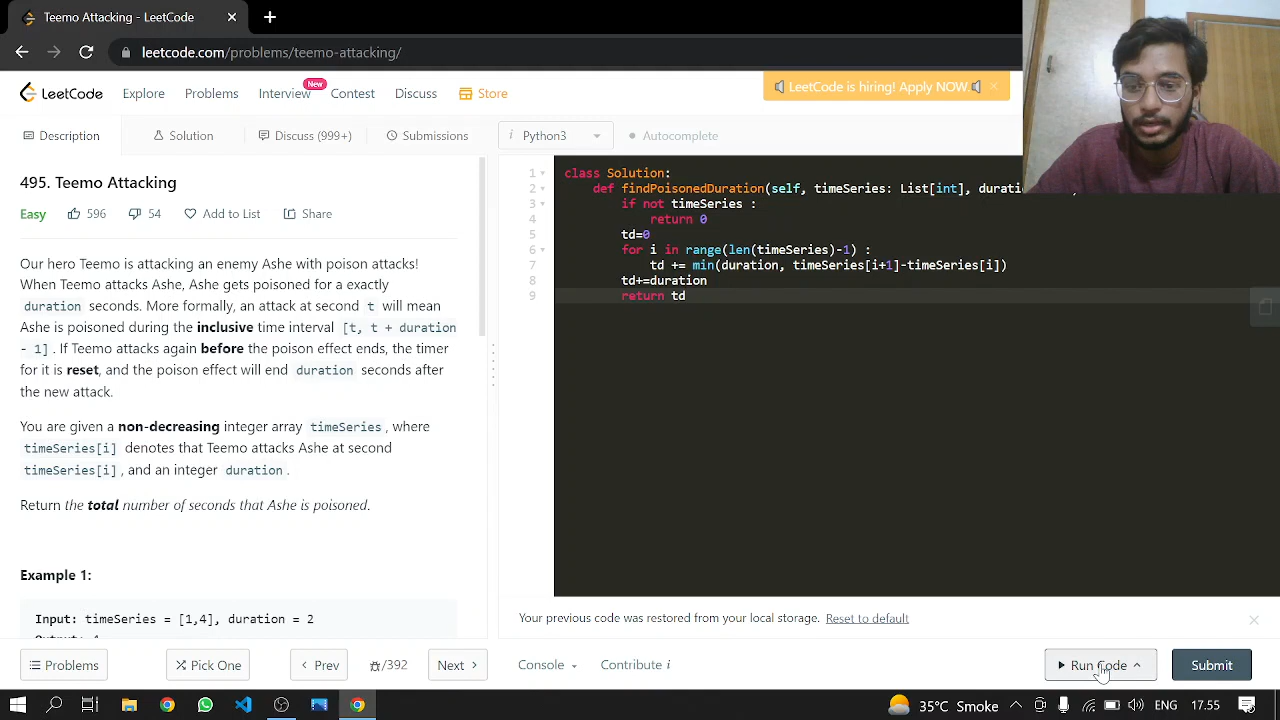 Teemo Attacking - LeetCode
leetcode.com/problems/teemo-attacking/
LeetCode
Explore
Problems
Interview
New
Contest
Discuss
Store
LeetCode is hiring! Apply NOW.
Description
Solution
Discuss (999+)
Submissions
i Python3
Autocomplete
495. Teemo Attacking
Easy
596
54
Add to List
Share
Our hero Teemo is attacking an enemy Ashe with poison attacks!
When Teemo attacks Ashe, Ashe gets poisoned for a exactly
duration seconds. More formally, an attack at second t will mean
Ashe is poisoned during the inclusive time interval [t, t + duration
- 1]. If Teemo attacks again before the poison effect ends, the timer
for it is reset, and the poison effect will end duration seconds after
the new attack.
You are given a non-decreasing integer array timeSeries, where
timeSeries[i] denotes that Teemo attacks Ashe at second
timeSeries[i], and an integer duration.
Return the total number of seconds that Ashe is poisoned.
Example 1:
Input: timeSeries = [1,4], duration = 2
1 class Solution:
2 def findPoisonedDuration(self, timeSeries: List[int],
3 if not timeSeries :
4 return 0
5 td=0
6 for i in range(len(timeSeries)-1) :
7 td += min(duration, timeSeries[i+1]-timeSeries[i])
8 td+=duration
9 return td
Your previous code was restored from your local storage. Reset to default
Problems
Pick One
Prev
/392
Next
Console
Contribute i
Run Code
Submit
35°C Smoke
ENG
17.55